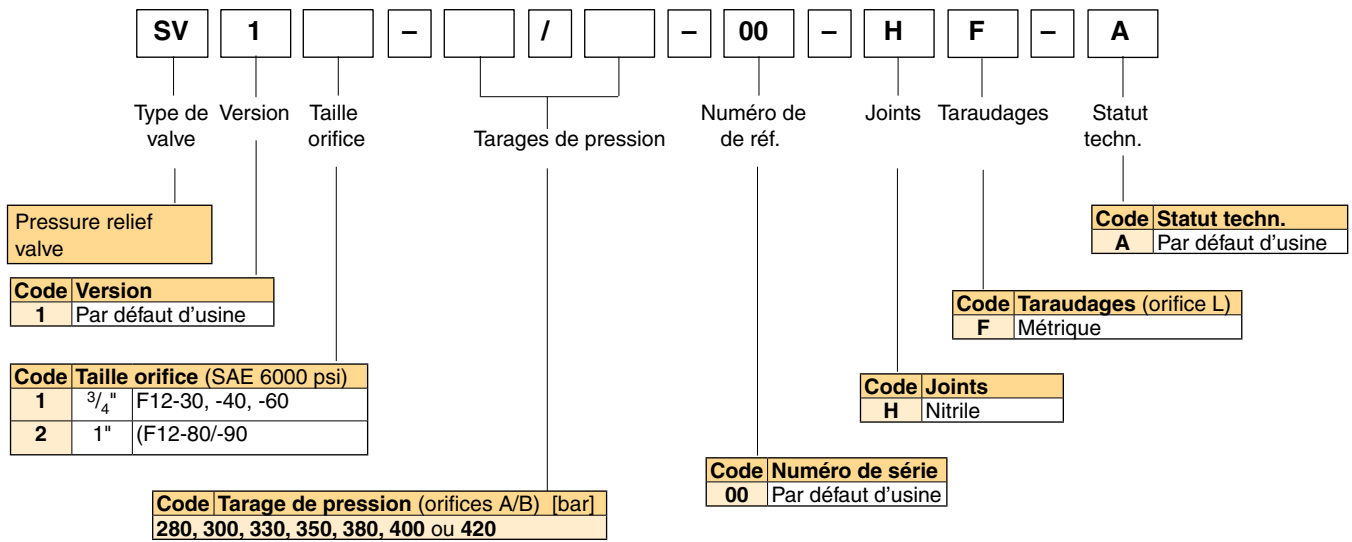 SV 1 – / – 00 – H F – A
Type de valve
Version
Taille orifice
Tarages de pression
Numéro de de réf.
Joints
Taraudages
Statut techn.
Pressure relief valve
Code Statut techn.
A Par défaut d'usine
Code Version
1 Par défaut d'usine
Code Taraudages (orifice L)
F Métrique
Code Taille orifice (SAE 6000 psi)
1 3/4" F12-30, -40, -60
2 1" (F12-80/-90
Code Joints
H Nitrile
Code Numéro de série
00 Par défaut d'usine
Code Tarage de pression (orifices A/B) [bar]
280, 300, 330, 350, 380, 400 ou 420